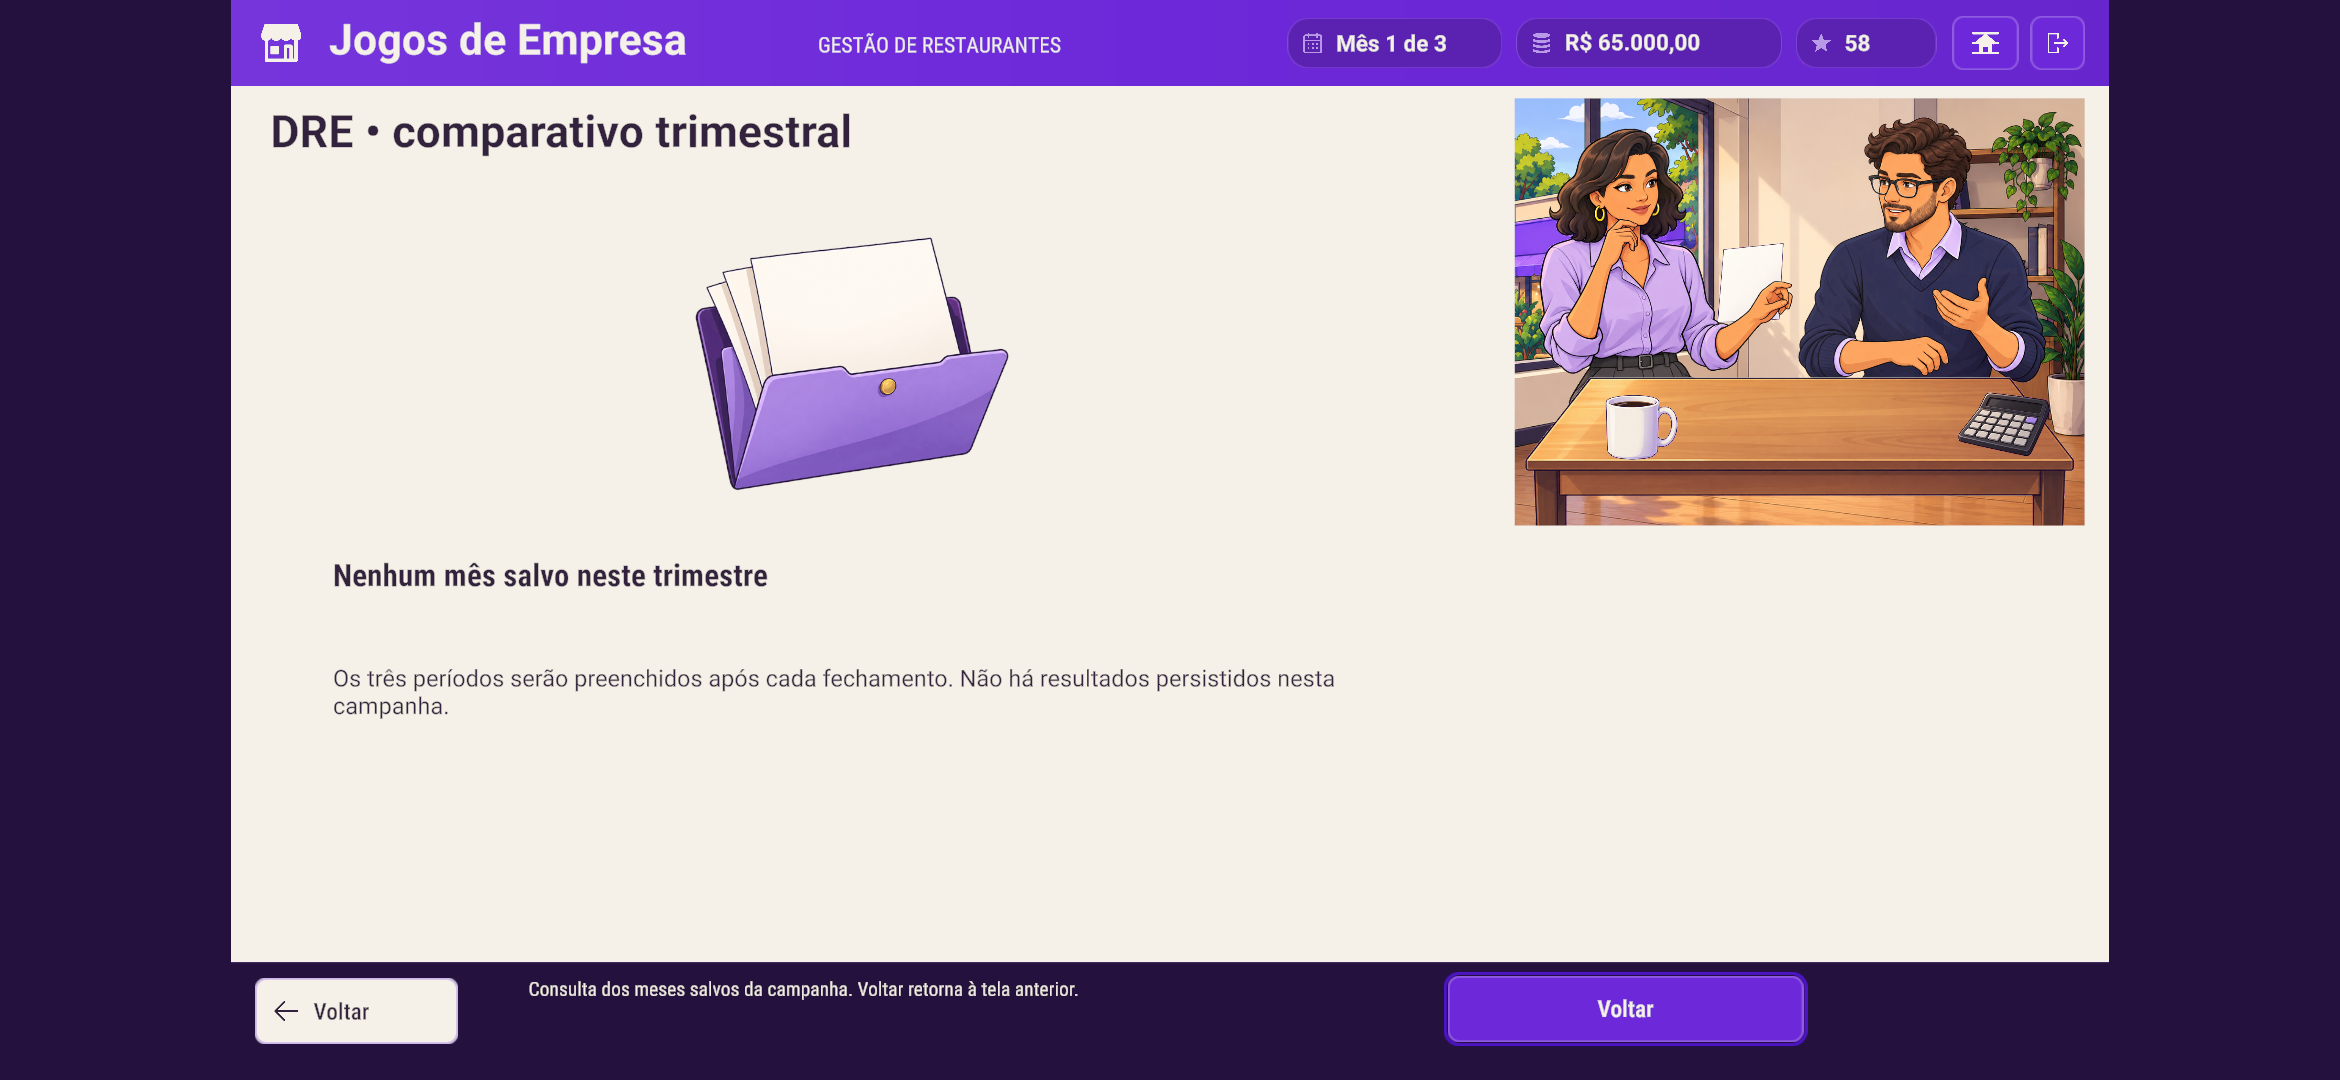 Jogos de Empresa
GESTÃO DE RESTAURANTES
Mês 1 de 3
R$ 65.000,00
58
DRE • comparativo trimestral
Nenhum mês salvo neste trimestre
Os três períodos serão preenchidos após cada fechamento. Não há resultados persistidos nesta
campanha.
Voltar
Consulta dos meses salvos da campanha. Voltar retorna à tela anterior.
Voltar